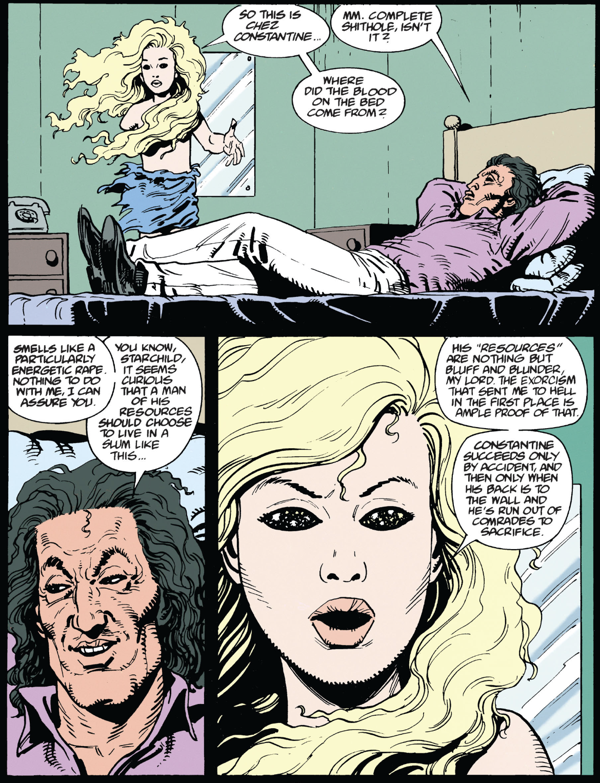 SO THIS IS
CHEZ
CONSTANTINE...
MM. COMPLETE
SHITHOLE, ISN'T
IT?
WHERE
DID THE BLOOD
ON THE BED
COME FROM?
SMELLS LIKE A
PARTICULARLY
ENERGETIC RAPE.
NOTHING TO DO
WITH ME, I CAN
ASSURE YOU.
YOU KNOW,
STARCHILD,
IT SEEMS
CURIOUS
THAT A MAN
OF HIS
RESOURCES
SHOULD CHOOSE
TO LIVE IN A
SLUM LIKE
THIS...
HIS "RESOURCES"
ARE NOTHING BUT
BLUFF AND BLUNDER,
MY LORD. THE EXORCISM
THAT SENT ME TO HELL
IN THE FIRST PLACE IS
AMPLE PROOF OF THAT.
CONSTANTINE
SUCCEEDS ONLY
BY ACCIDENT, AND
THEN ONLY WHEN
HIS BACK IS TO
THE WALL AND
HE'S RUN OUT OF
COMRADES TO
SACRIFICE.